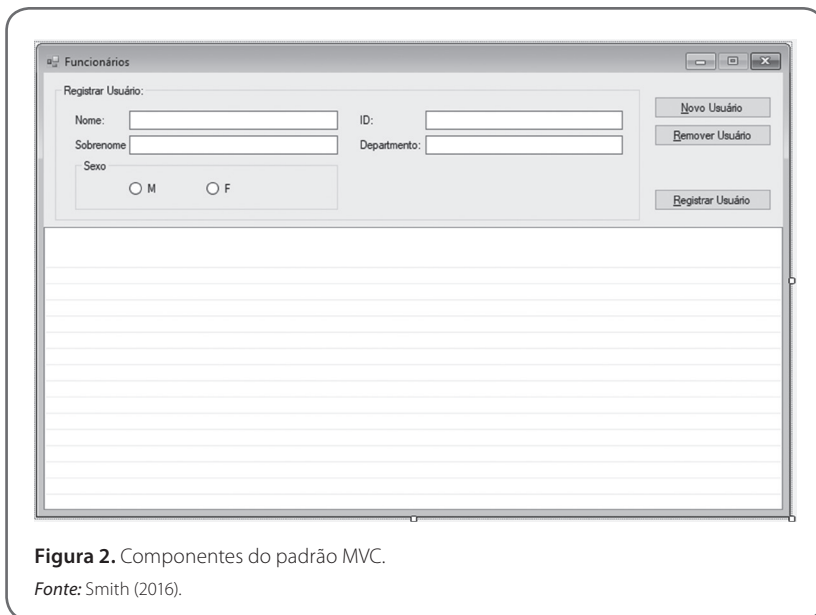 Funcionários
Registrar Usuário:
Nome:
ID:
Novo Usuário
Sobrenome
Departmento:
Remover Usuário
Sexo
M
F
Registrar Usuário
Figura 2. Componentes do padrão MVC.
Fonte: Smith (2016).